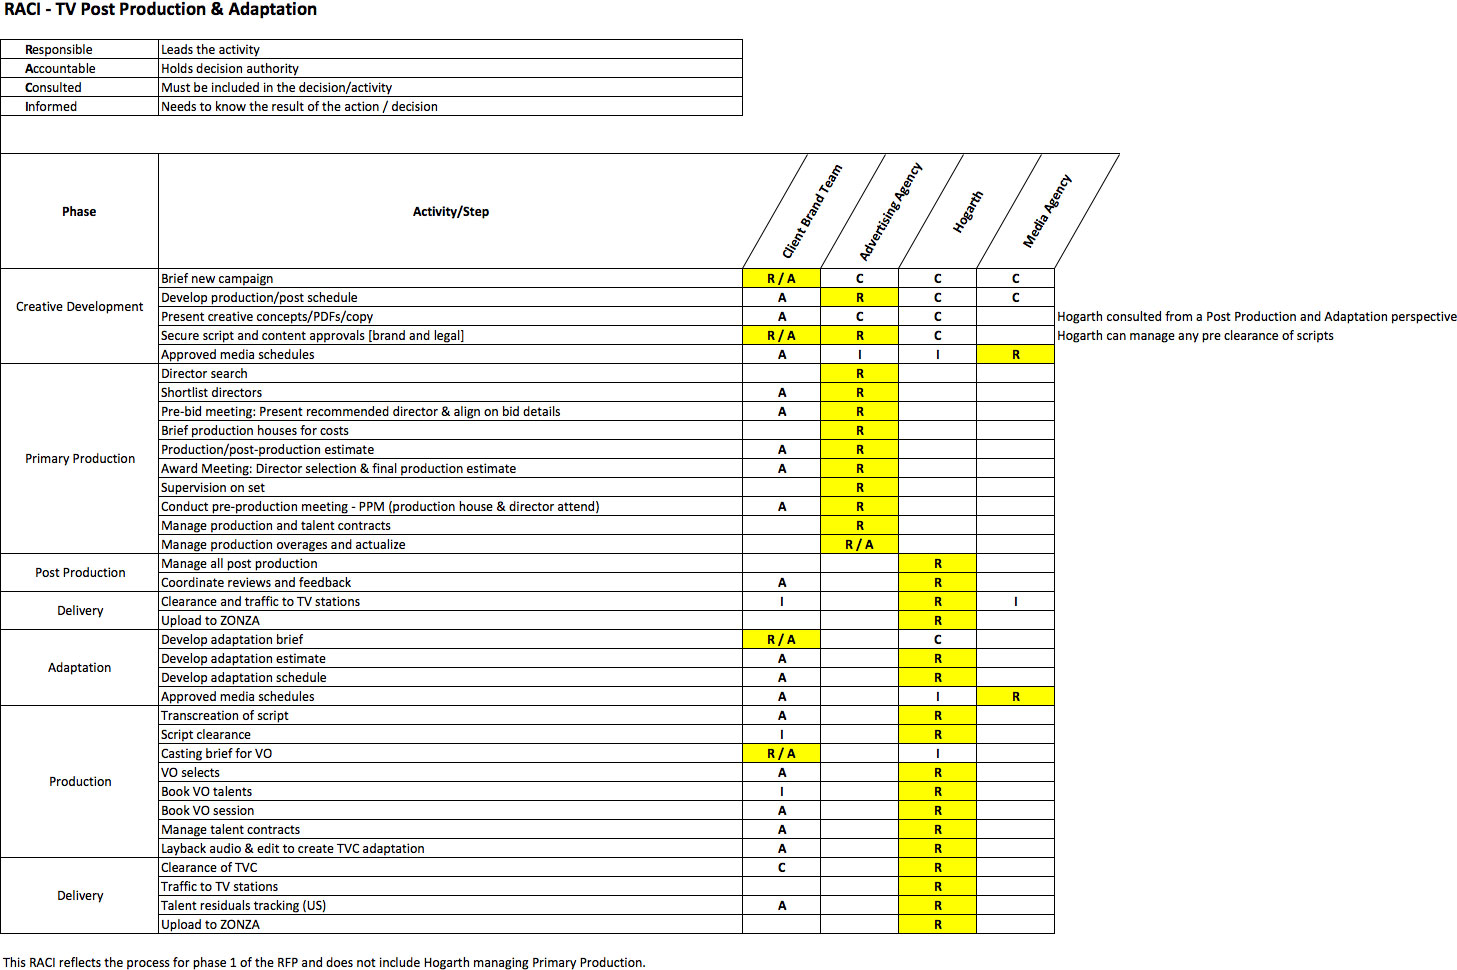 RACI - TV Post Production & Adaptation
Responsible Leads the activity
Accountable Holds decision authority
Consulted Must be included in the decision/activity
Informed Needs to know the result of the action / decision
Phase Activity/Step Client Brand Team Advertising Agency Hogarth Media Agency
Creative Development
Brief new campaign R / A C C C
Develop production/post schedule A R C C
Present creative concepts/PDFs/copy A C C Hogarth consulted from a Post Production and Adaptation perspective
Secure script and content approvals [brand and legal] R / A R C Hogarth can manage any pre clearance of scripts
Approved media schedules A I I R
Primary Production
Director search R
Shortlist directors A R
Pre-bid meeting: Present recommended director & align on bid details A R
Brief production houses for costs R
Production/post-production estimate A R
Award Meeting: Director selection & final production estimate A R
Supervision on set R
Conduct pre-production meeting - PPM (production house & director attend) A R
Manage production and talent contracts R
Manage production overages and actualize R / A
Post Production
Manage all post production R
Coordinate reviews and feedback A R
Delivery
Clearance and traffic to TV stations I R I
Upload to ZONZA R
Adaptation
Develop adaptation brief R / A C
Develop adaptation estimate A R
Develop adaptation schedule A R
Approved media schedules A I R
Production
Transcreation of script A R
Script clearance I R
Casting brief for VO R / A I
VO selects A R
Book VO talents I R
Book VO session A R
Manage talent contracts A R
Layback audio & edit to create TVC adaptation A R
Delivery
Clearance of TVC C R
Traffic to TV stations R
Talent residuals tracking (US) A R
Upload to ZONZA R
This RACI reflects the process for phase 1 of the RFP and does not include Hogarth managing Primary Production.